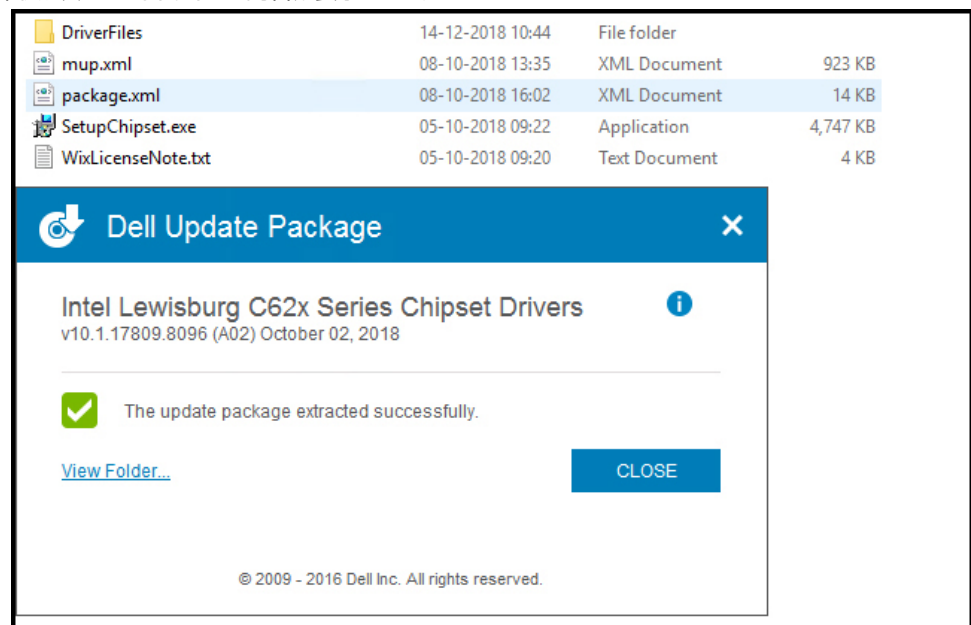 DriverFiles 14-12-2018 10:44 File folder
mup.xml 08-10-2018 13:35 XML Document 923 KB
package.xml 08-10-2018 16:02 XML Document 14 KB
SetupChipset.exe 05-10-2018 09:22 Application 4,747 KB
WixLicenseNote.txt 05-10-2018 09:20 Text Document 4 KB
Dell Update Package
Intel Lewisburg C62x Series Chipset Drivers
v10.1.17809.8096 (A02) October 02, 2018
The update package extracted successfully.
View Folder...
CLOSE
© 2009 - 2016 Dell Inc. All rights reserved.